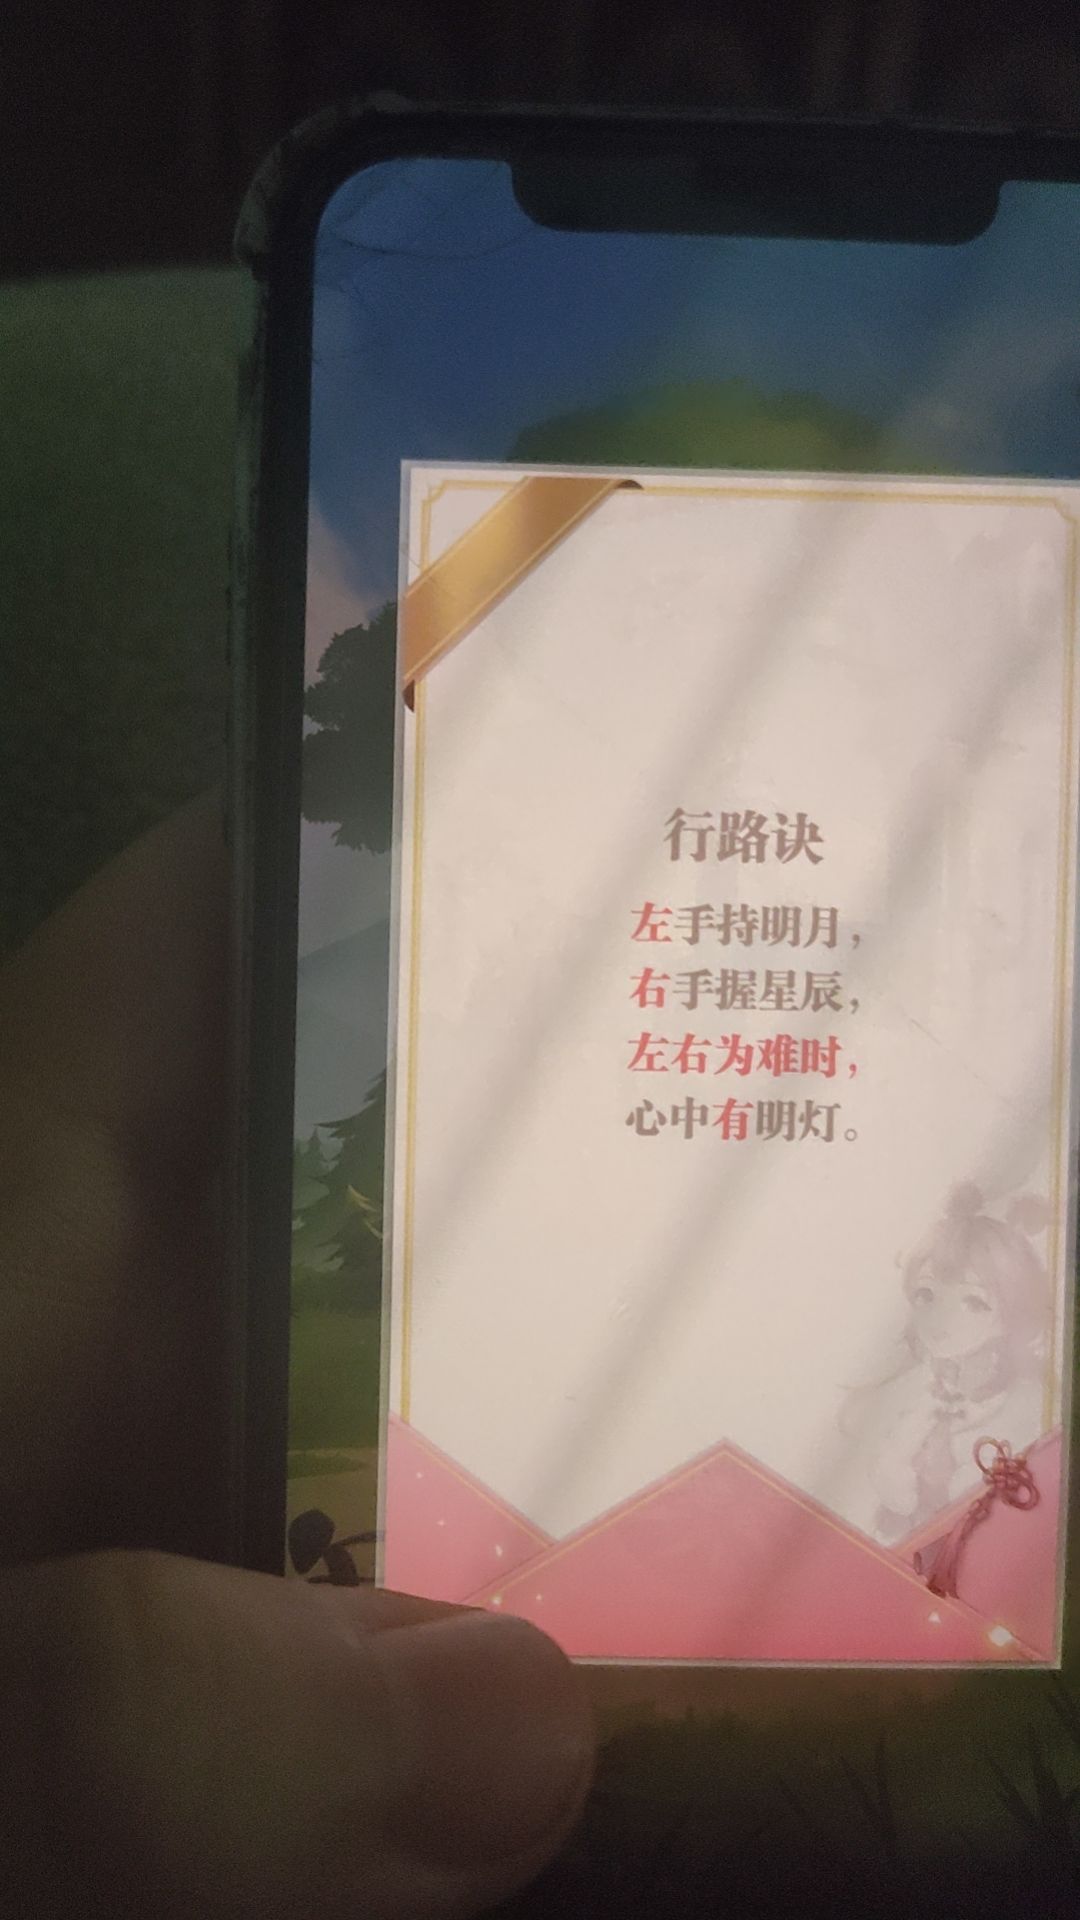 行路诀
左手持明月，
右手握星辰，
左右为难时，
心中有明灯。